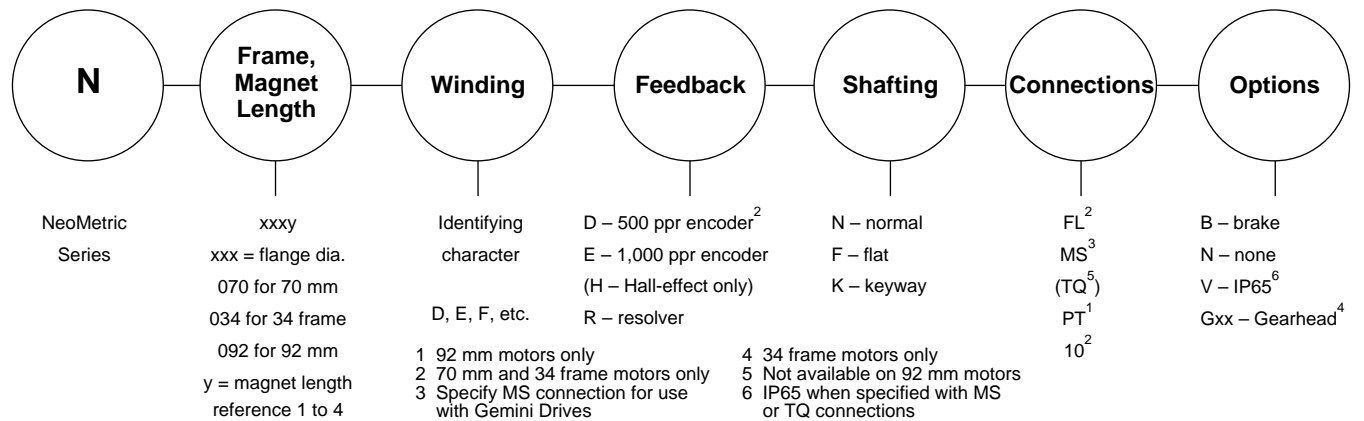 N
Frame,
Magnet
Length
Winding
Feedback
Shafting
Connections
Options
NeoMetric
Series
xxxy
xxx = flange dia.
070 for 70 mm
034 for 34 frame
092 for 92 mm
y = magnet length
reference 1 to 4
Identifying
character
D, E, F, etc.
D – 500 ppr encoder²
E – 1,000 ppr encoder
(H – Hall-effect only)
R – resolver
N – normal
F – flat
K – keyway
FL²
MS³
(TQ⁵)
PT¹
10²
B – brake
N – none
V – IP65⁶
Gxx – Gearhead⁴
1 92 mm motors only
2 70 mm and 34 frame motors only
3 Specify MS connection for use
with Gemini Drives
4 34 frame motors only
5 Not available on 92 mm motors
6 IP65 when specified with MS
or TQ connections